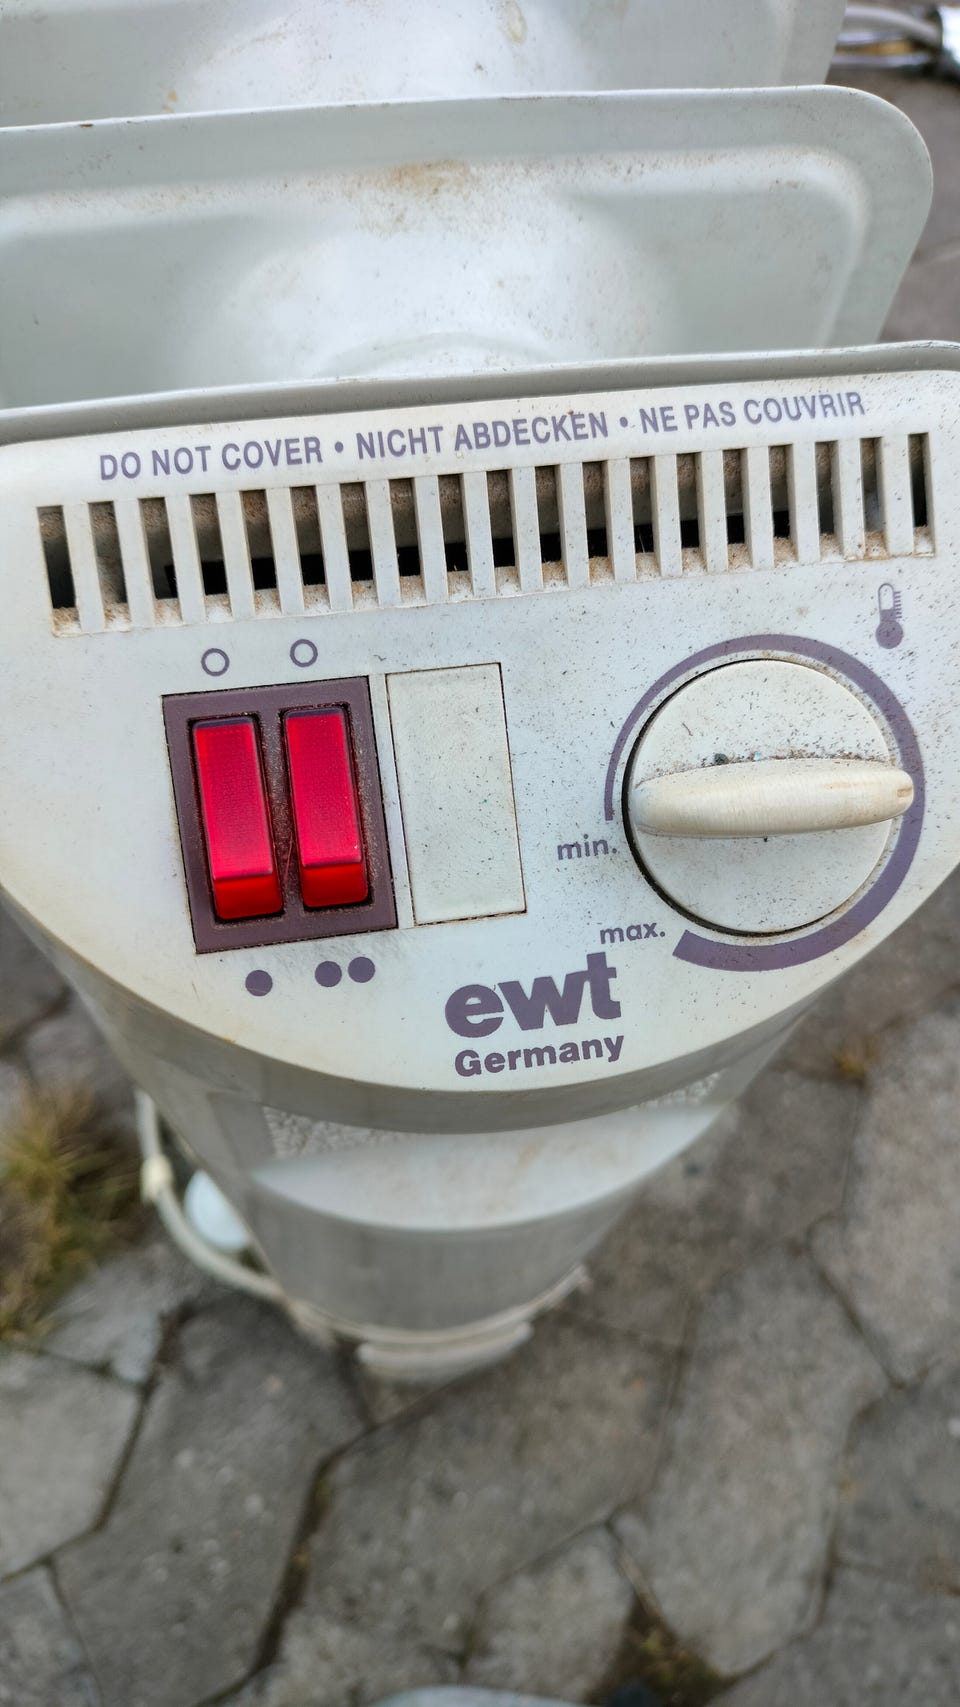 DO NOT COVER • NICHT ABDECKEN • NE PAS COUVRIR
min.
max.
ewt
Germany